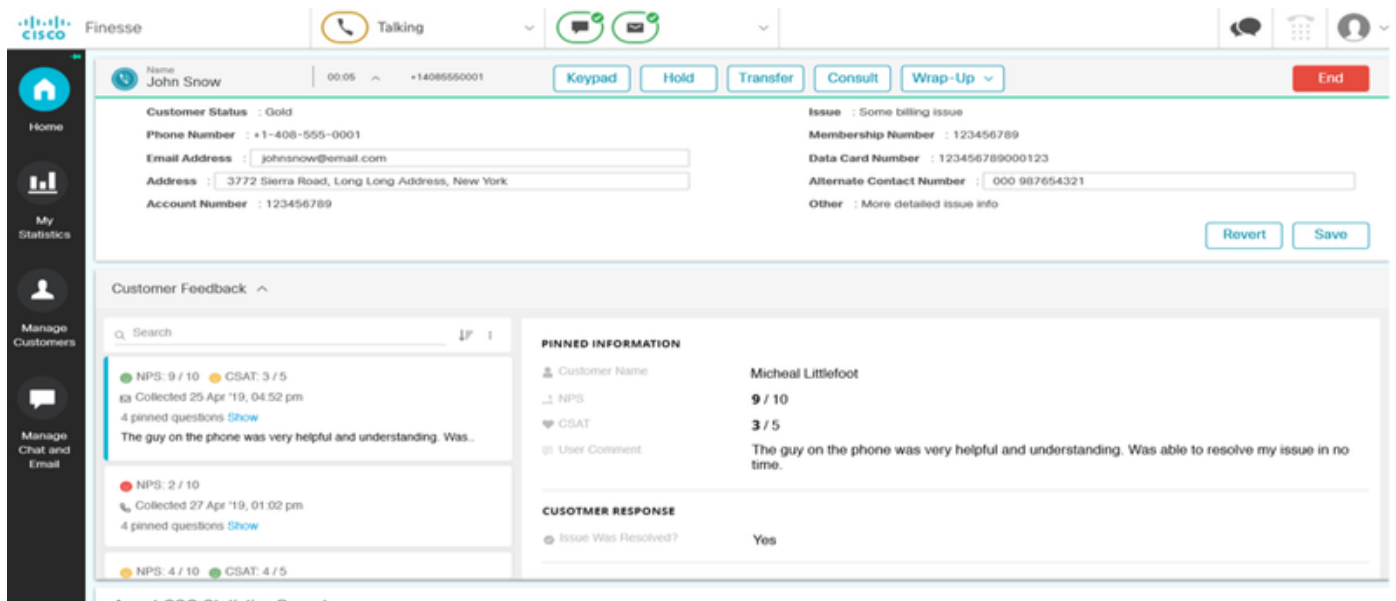 CISCO
Finesse
Talking
Name
John Snow
00:05
+14085550001
Keypad
Hold
Transfer
Consult
Wrap-Up
End
Home
My
Statistics
Manage
Customers
Manage
Chat and
Email
Customer Status : Gold
Phone Number : +1-408-555-0001
Email Address : johnsnow@email.com
Address : 3772 Sierra Road, Long Long Address, New York
Account Number : 123456789
Issue : Some billing issue
Membership Number : 123456789
Data Card Number : 123456789000123
Alternate Contact Number : 000 987654321
Other : More detailed issue info
Revert
Save
Customer Feedback
Search
NPS: 9 / 10 CSAT: 3 / 5
Collected 25 Apr '19, 04:52 pm
4 pinned questions Show
The guy on the phone was very helpful and understanding. Was..
NPS: 2 / 10
Collected 27 Apr '19, 01:02 pm
4 pinned questions Show
NPS: 4 / 10 CSAT: 4 / 5
PINNED INFORMATION
Customer Name Micheal Littlefoot
NPS 9 / 10
CSAT 3 / 5
User Comment The guy on the phone was very helpful and understanding. Was able to resolve my issue in no
time.
CUSOTMER RESPONSE
Issue Was Resolved? Yes